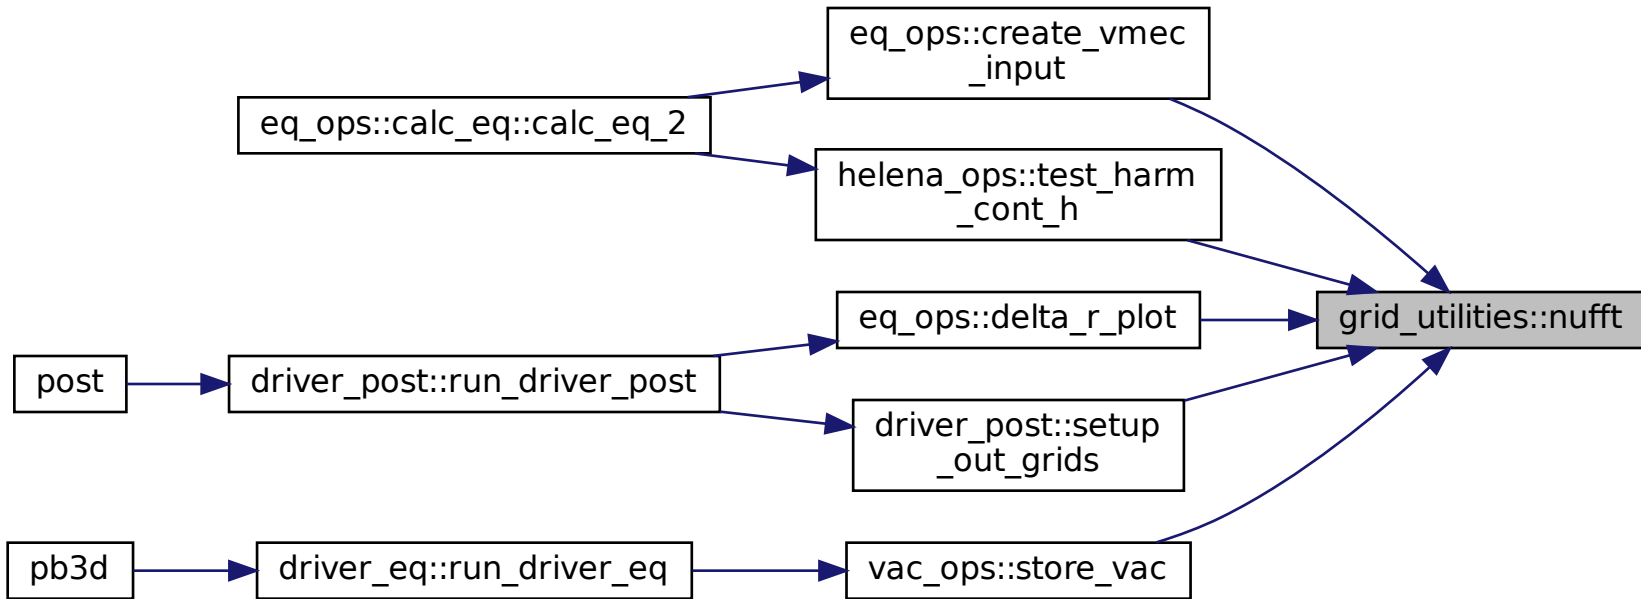 eq_ops::create_vmec
_input
eq_ops::calc_eq::calc_eq_2
helena_ops::test_harm
_cont_h
grid_utilities::nufft
eq_ops::delta_r_plot
post
driver_post::run_driver_post
driver_post::setup
_out_grids
pb3d
driver_eq::run_driver_eq
vac_ops::store_vac